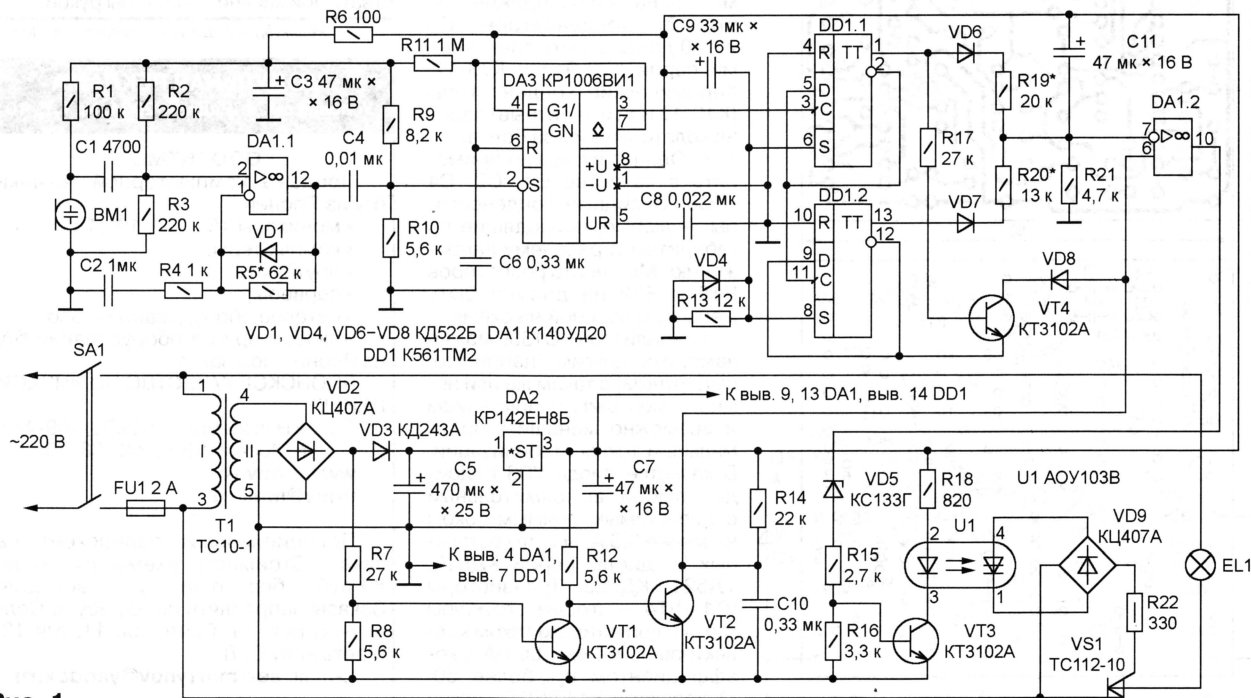 R6 100
R11 1 М
C9 33 мк ×
× 16 В
DD1.1
VD6
C11
47 мк × 16 В
C3 47 мк ×
× 16 В
DA3 КР1006ВИ1
R1
100 к
R2
220 к
R9
8,2 к
4 E G1/
GN
3
7
6 R
2 S
+U 8
−U 1
UR 5
4 R TT 1
2
5 D
3 C
6 S
R17
27 к
R19*
20 к
DA1.2
7
6
▷∞ 10
C1 4700
DA1.1
C4
0,01 мк
2
1
▷∞ 12
BM1
R3
220 к
VD1
R10
5,6 к
C8 0,022 мк
DD1.2
10 R TT 13
12
9 D
11 C
8 S
R20*
13 к
R21
4,7 к
VD7
C2 1мк
R4 1 к
R5* 62 к
C6 0,33 мк
VD4
R13 12 к
VD8
VT4
КТ3102А
VD1, VD4, VD6−VD8 КД522Б, DA1 К140УД20
DD1 К561ТМ2
SA1
~220 В
FU1 2 А
1
3
I
II
4
5
T1
ТС10-1
VD2
КЦ407А
VD3 КД243А
DA2
КР142ЕН8Б
1 *ST 3
2
К выв. 9, 13 DA1, выв. 14 DD1
C5
470 мк ×
× 25 В
C7
47 мк ×
× 16 В
R14
22 к
VD5
КС133Г
R18
820
U1 АОУ103В
U1
2
4
3
1
VD9
КЦ407А
EL1
К выв. 4 DA1,
выв. 7 DD1
R7
27 к
R12
5,6 к
R15
2,7 к
R22
330
R8
5,6 к
VT1
КТ3102А
VT2
КТ3102А
C10
0,33 мк
R16
3,3 к
VT3
КТ3102А
VS1
ТС112-10